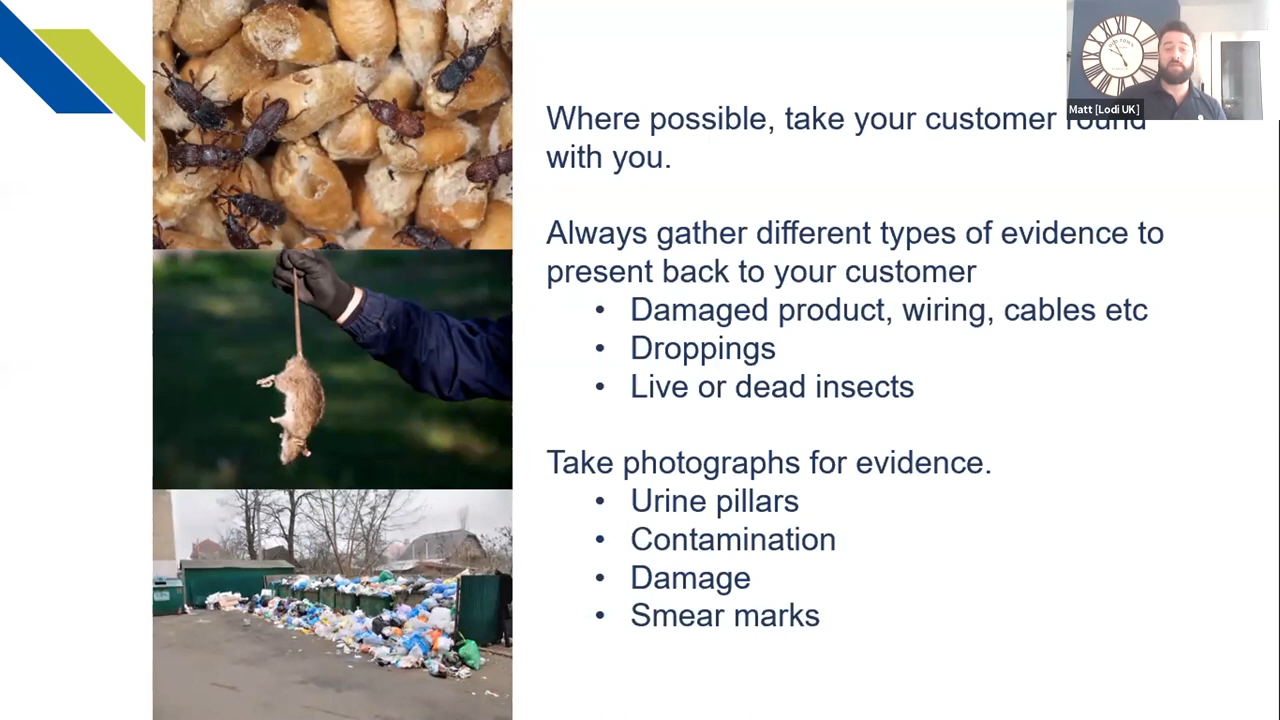 Where possible, take your customer round
with you.
Matt [Lodi UK]
Always gather different types of evidence to
present back to your customer
• Damaged product, wiring, cables etc
• Droppings
• Live or dead insects
Take photographs for evidence.
• Urine pillars
• Contamination
• Damage
• Smear marks